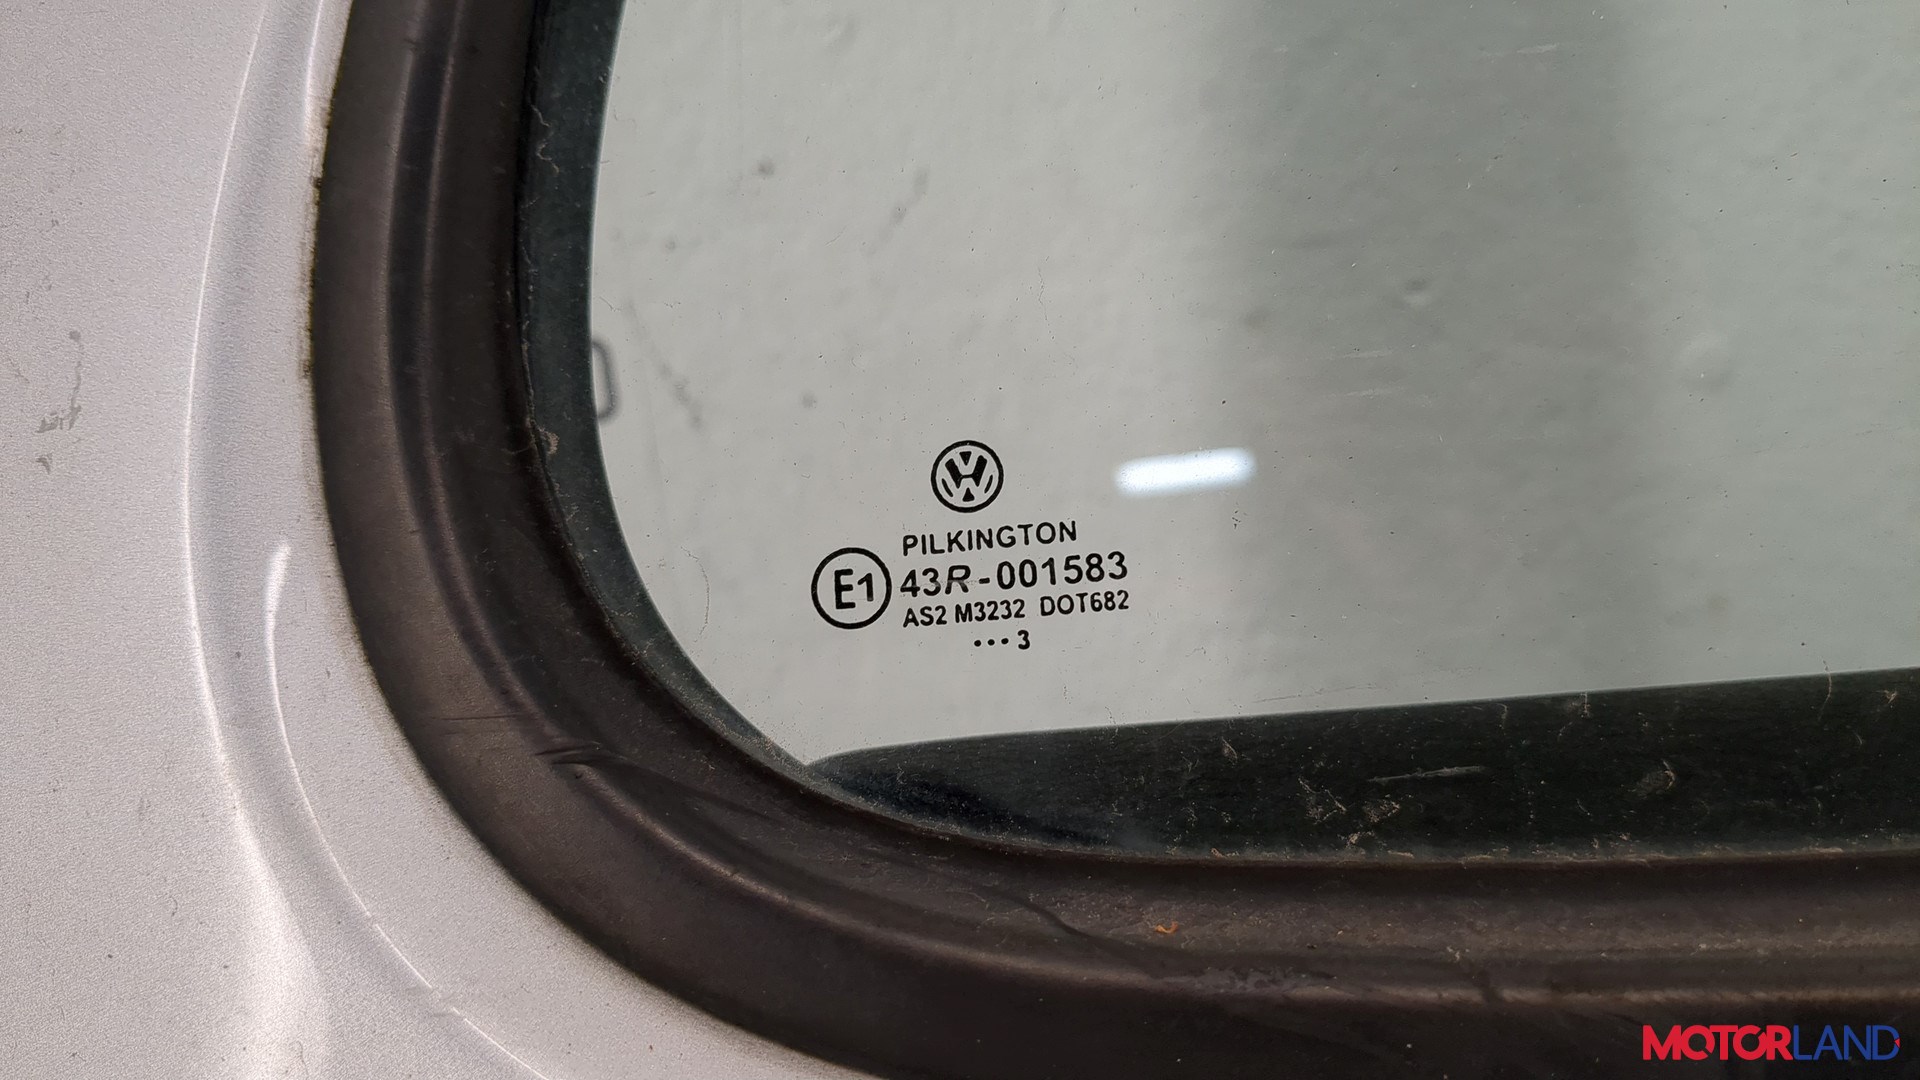 PILKINGTON
E1 43R-001583
AS2 M3232 DOT682
···3
MOTORLAND